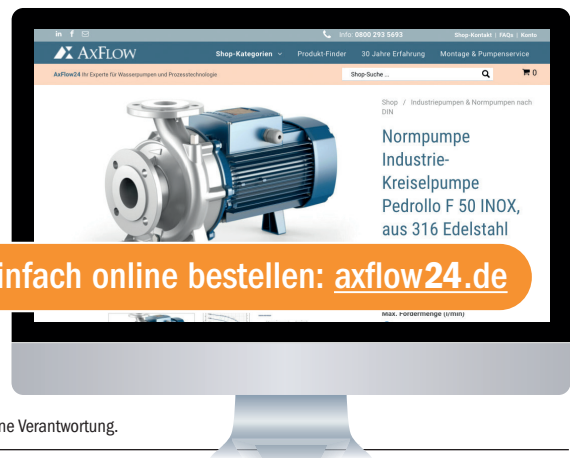 Info: 0800 293 5693
Shop-Kontakt | FAQs | Konto
AXFLOW
Shop-Kategorien
Produkt-Finder
30 Jahre Erfahrung
Montage & Pumpenservice
AxFlow24 Ihr Experte für Wasserpumpen und Prozesstechnologie
Shop-Suche ...
0
Shop / Industriepumpen & Normpumpen nach
DIN
Normpumpe
Industrie-
Kreiselpumpe
Pedrollo F 50 INOX,
aus 316 Edelstahl
infach online bestellen: axflow24.de
Max. Fördermenge (l/min)
ne Verantwortung.